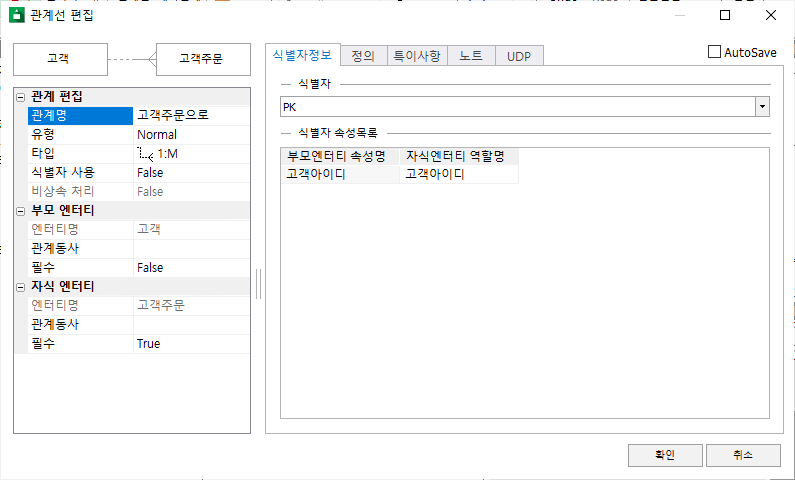 관계선 편집
고객
고객주문
관계 편집
관계명 고객주문으로
유형 Normal
타입 1:M
식별자 사용 False
비상속 처리 False
부모 엔터티
엔터티명 고객
관계동사
필수 False
자식 엔터티
엔터티명 고객주문
관계동사
필수 True
식별자정보 정의 특이사항 노트 UDP
AutoSave
식별자
PK
식별자 속성목록
부모엔터티 속성명 자식엔터티 역할명
고객아이디 고객아이디
확인 취소